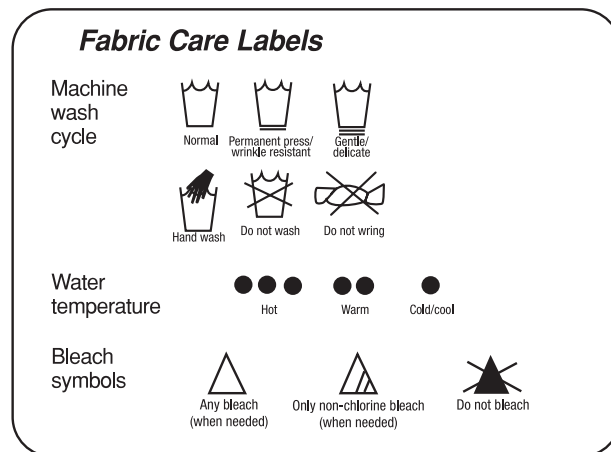 Fabric Care Labels
Machine
wash
cycle
Normal
Permanent press/
wrinkle resistant
Gentle/
delicate
Hand wash
Do not wash
Do not wring
Water
temperature
Hot
Warm
Cold/cool
Bleach
symbols
Any bleach
(when needed)
Only non-chlorine bleach
(when needed)
Do not bleach